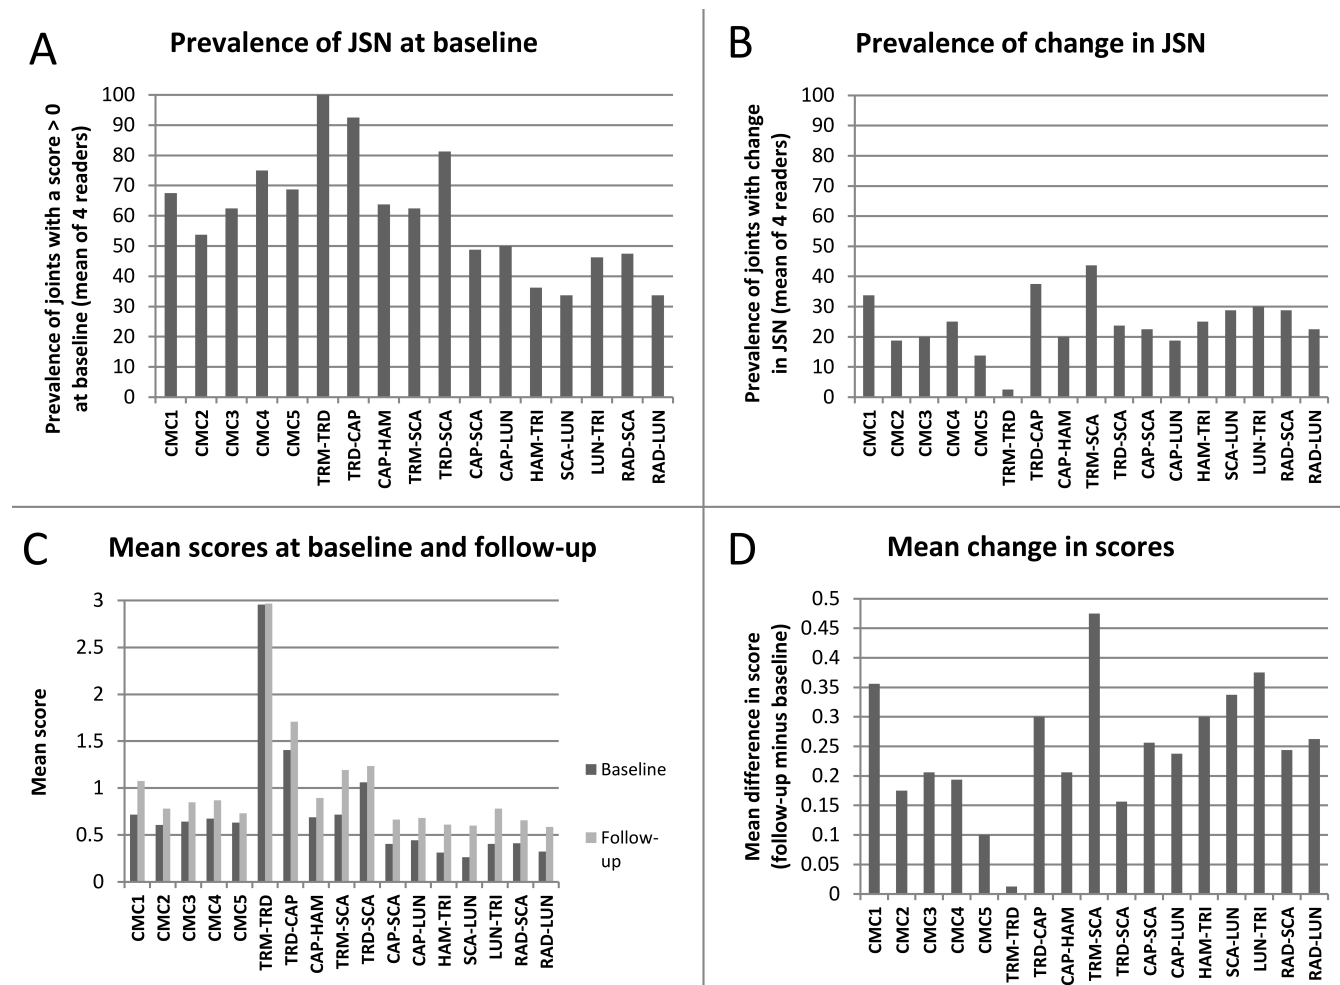 A
Prevalence of JSN at baseline
Prevalence of joints with a score > 0
at baseline (mean of 4 readers)
100
90
80
70
60
50
40
30
20
10
0
CMC1
CMC2
CMC3
CMC4
CMC5
TRM-TRD
TRD-CAP
CAP-HAM
TRM-SCA
TRD-SCA
CAP-SCA
CAP-LUN
HAM-TRI
SCA-LUN
LUN-TRI
RAD-SCA
RAD-LUN
B
Prevalence of change in JSN
Prevalence of joints with change
in JSN (mean of 4 readers)
100
90
80
70
60
50
40
30
20
10
0
CMC1
CMC2
CMC3
CMC4
CMC5
TRM-TRD
TRD-CAP
CAP-HAM
TRM-SCA
TRD-SCA
CAP-SCA
CAP-LUN
HAM-TRI
SCA-LUN
LUN-TRI
RAD-SCA
RAD-LUN
C
Mean scores at baseline and follow-up
Mean score
3
2.5
2
1.5
1
0.5
0
CMC1
CMC2
CMC3
CMC4
CMC5
TRM-TRD
TRD-CAP
CAP-HAM
TRM-SCA
TRD-SCA
CAP-SCA
CAP-LUN
HAM-TRI
SCA-LUN
LUN-TRI
RAD-SCA
RAD-LUN
Baseline
Follow-
up
D
Mean change in scores
Mean difference in score
(follow-up minus baseline)
0.5
0.45
0.4
0.35
0.3
0.25
0.2
0.15
0.1
0.05
0
CMC1
CMC2
CMC3
CMC4
CMC5
TRM-TRD
TRD-CAP
CAP-HAM
TRM-SCA
TRD-SCA
CAP-SCA
CAP-LUN
HAM-TRI
SCA-LUN
LUN-TRI
RAD-SCA
RAD-LUN